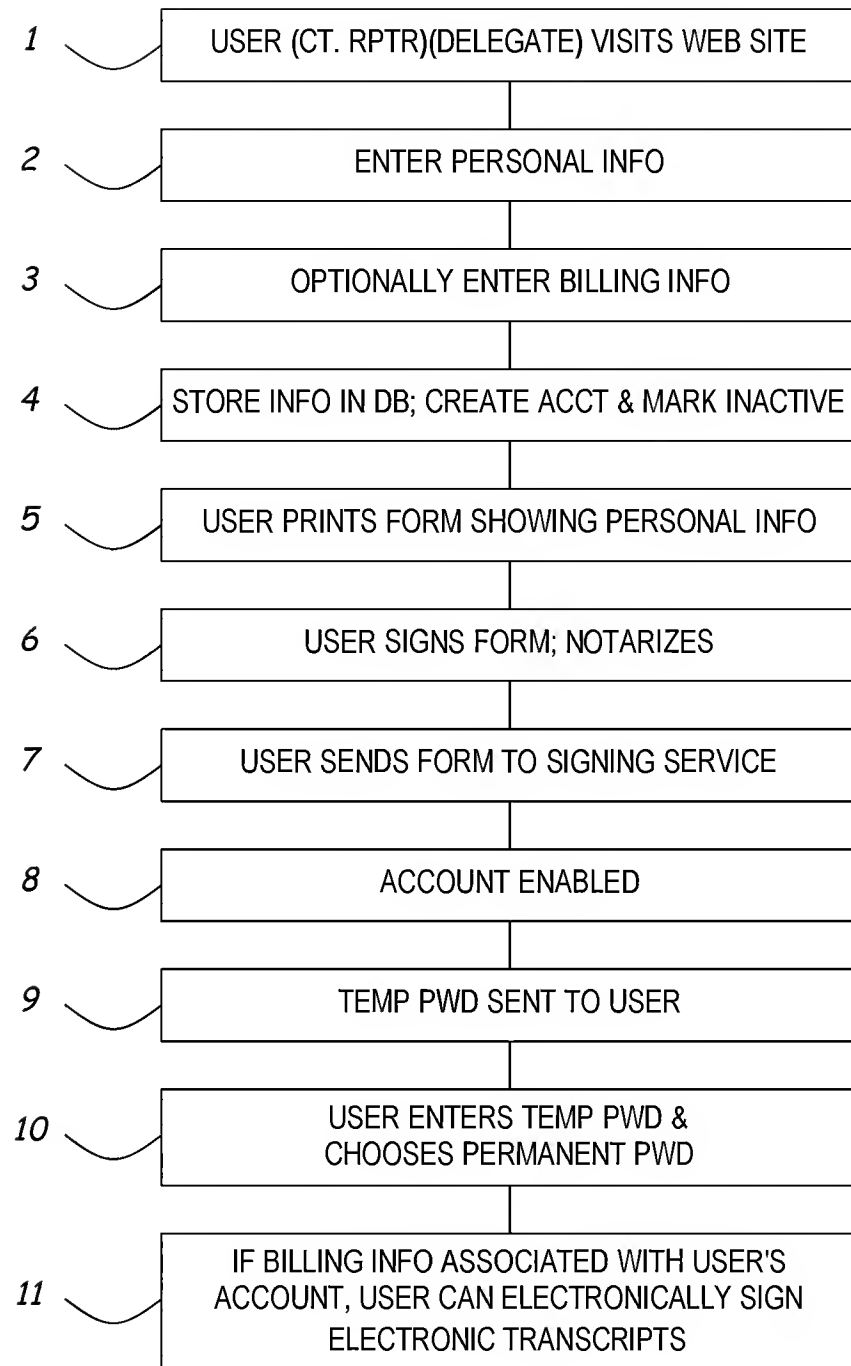 1 USER (CT. RPTR)(DELEGATE) VISITS WEB SITE
2 ENTER PERSONAL INFO
3 OPTIONALLY ENTER BILLING INFO
4 STORE INFO IN DB; CREATE ACCT & MARK INACTIVE
5 USER PRINTS FORM SHOWING PERSONAL INFO
6 USER SIGNS FORM; NOTARIZES
7 USER SENDS FORM TO SIGNING SERVICE
8 ACCOUNT ENABLED
9 TEMP PWD SENT TO USER
10 USER ENTERS TEMP PWD &
CHOOSES PERMANENT PWD
11 IF BILLING INFO ASSOCIATED WITH USER'S
ACCOUNT, USER CAN ELECTRONICALLY SIGN
ELECTRONIC TRANSCRIPTS